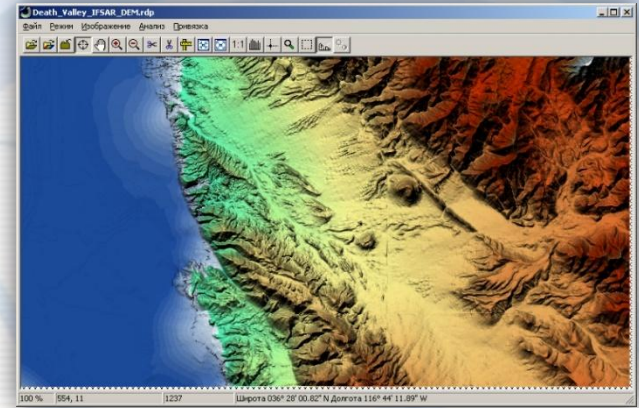 Death_Valley_IFSAR_DEM.rdp
Файл Режим Изображение Анализ Привязка
1:1
100 % 554, 11 1237 Широта 036° 28' 00.82" N Долгота 116° 44' 11.89" W